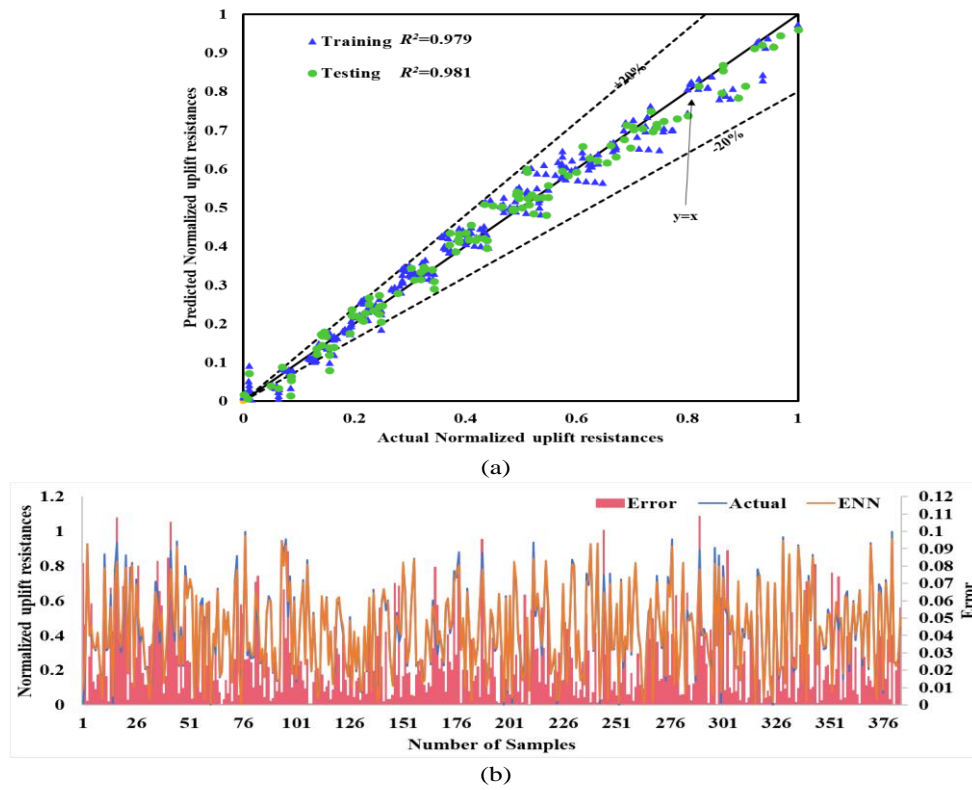 1
0.9
0.8
0.7
0.6
0.5
0.4
0.3
0.2
0.1
0
Predicted Normalized uplift resistances
Training R²=0.979
Testing R²=0.981
+20%
-20%
y=x
0 0.2 0.4 0.6 0.8 1
Actual Normalized uplift resistances
(a)
Normalized uplift resistances
1.2
1
0.8
0.6
0.4
0.2
0
Error Actual ENN
0.12
0.11
0.1
0.09
0.08
0.07
0.06
0.05
0.04
0.03
0.02
0.01
0
Error
1 26 51 76 101 126 151 176 201 226 251 276 301 326 351 376
Number of Samples
(b)